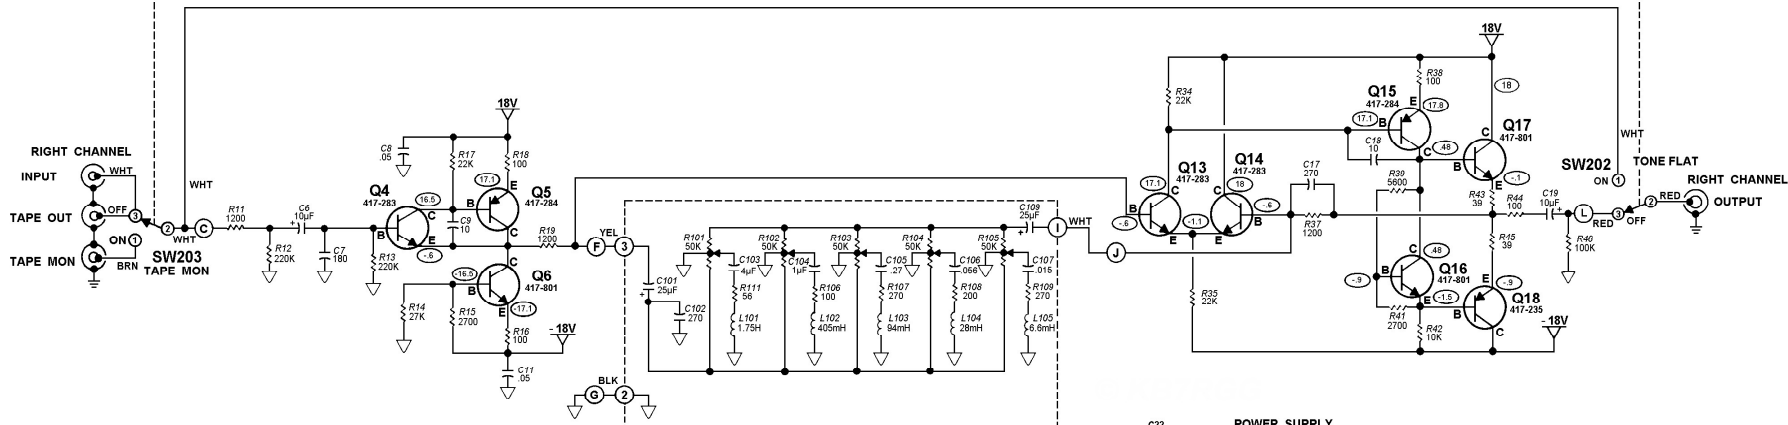 RIGHT CHANNEL
INPUT
WHT
TAPE OUT
OFF
3
2
WHT
WHT
C
TAPE MON
ON 1
BRN
SW203
TAPE MON
R11
1200
R12
220K
C6
10µF
+
C7
180
R13
220K
Q4
417-283
B
C
E
16.5
-.6
C8
.05
18V
R17
22K
R18
100
17.1
E
B
C
Q5
417-284
C9
10
-16.5
B
C
E
Q6
417-801
-17.1
R14
27K
R15
2700
R16
100
- 18V
C11
.05
R19
1200
F
YEL
3
BLK
G
2
C101
25µF
+
C102
270
R101
50K
C103
4µF
R111
56
L101
1.75H
R102
50K
C104
1µF
R106
100
L102
405mH
R103
50K
C105
.27
R107
270
L103
94mH
R104
50K
C106
.056
R108
200
L104
28mH
R105
50K
C107
.015
R109
270
L105
6.6mH
C109
25µF
+
I
WHT
J
R34
22K
Q13
417-283
17.1
B
C
E
-.6
-1.1
Q14
417-283
18
C
E
B
-.6
R35
22K
C17
270
R37
1200
18V
R38
100
Q15
417-284
17.1
B
E
17.8
C
.48
C18
10
R39
5600
18
Q17
417-801
C
B
E
-.1
R43
39
R44
100
C19
10µF
+
R45
39
-.9
B
C
.48
Q16
417-801
E
-1.5
R41
2700
R42
10K
B
E
-.9
Q18
417-235
C
- 18V
L
RED
R40
100K
SW202
ON 1
WHT
TONE FLAT
3
OFF
2
RED
RIGHT CHANNEL
OUTPUT
C22
POWER SUPPLY